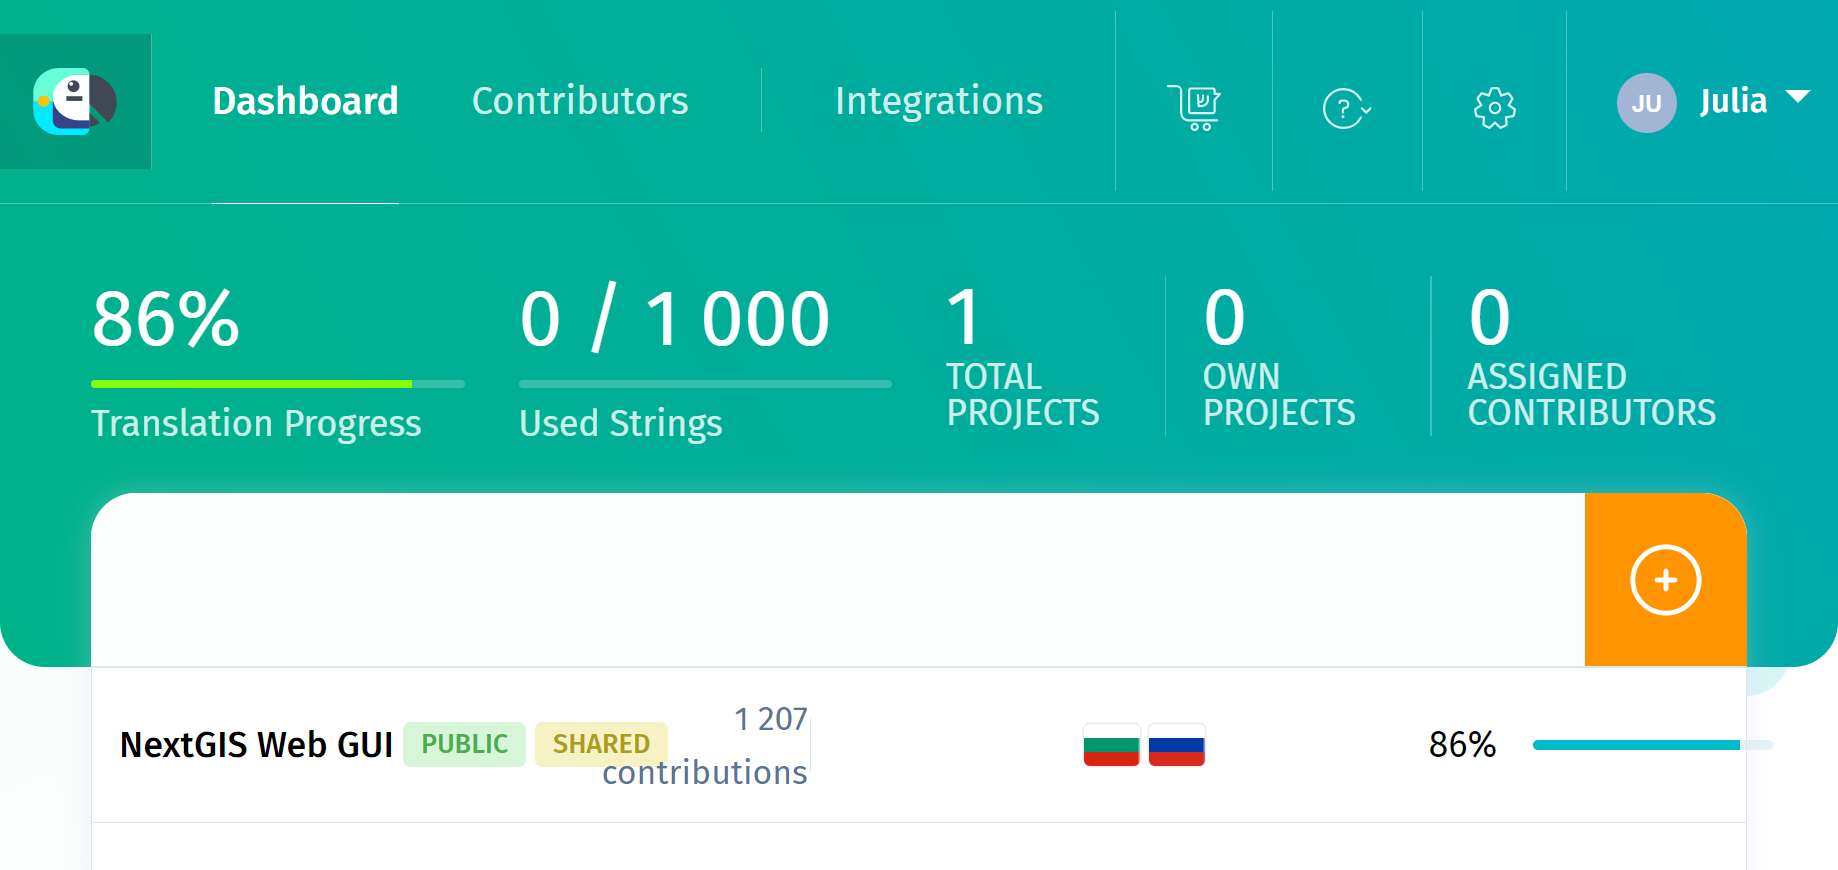 Dashboard
Contributors
Integrations
?
JU
Julia
86%
Translation Progress
0 / 1 000
Used Strings
1
TOTAL
PROJECTS
0
OWN
PROJECTS
0
ASSIGNED
CONTRIBUTORS
NextGIS Web GUI
PUBLIC
SHARED
1 207
contributions
86%